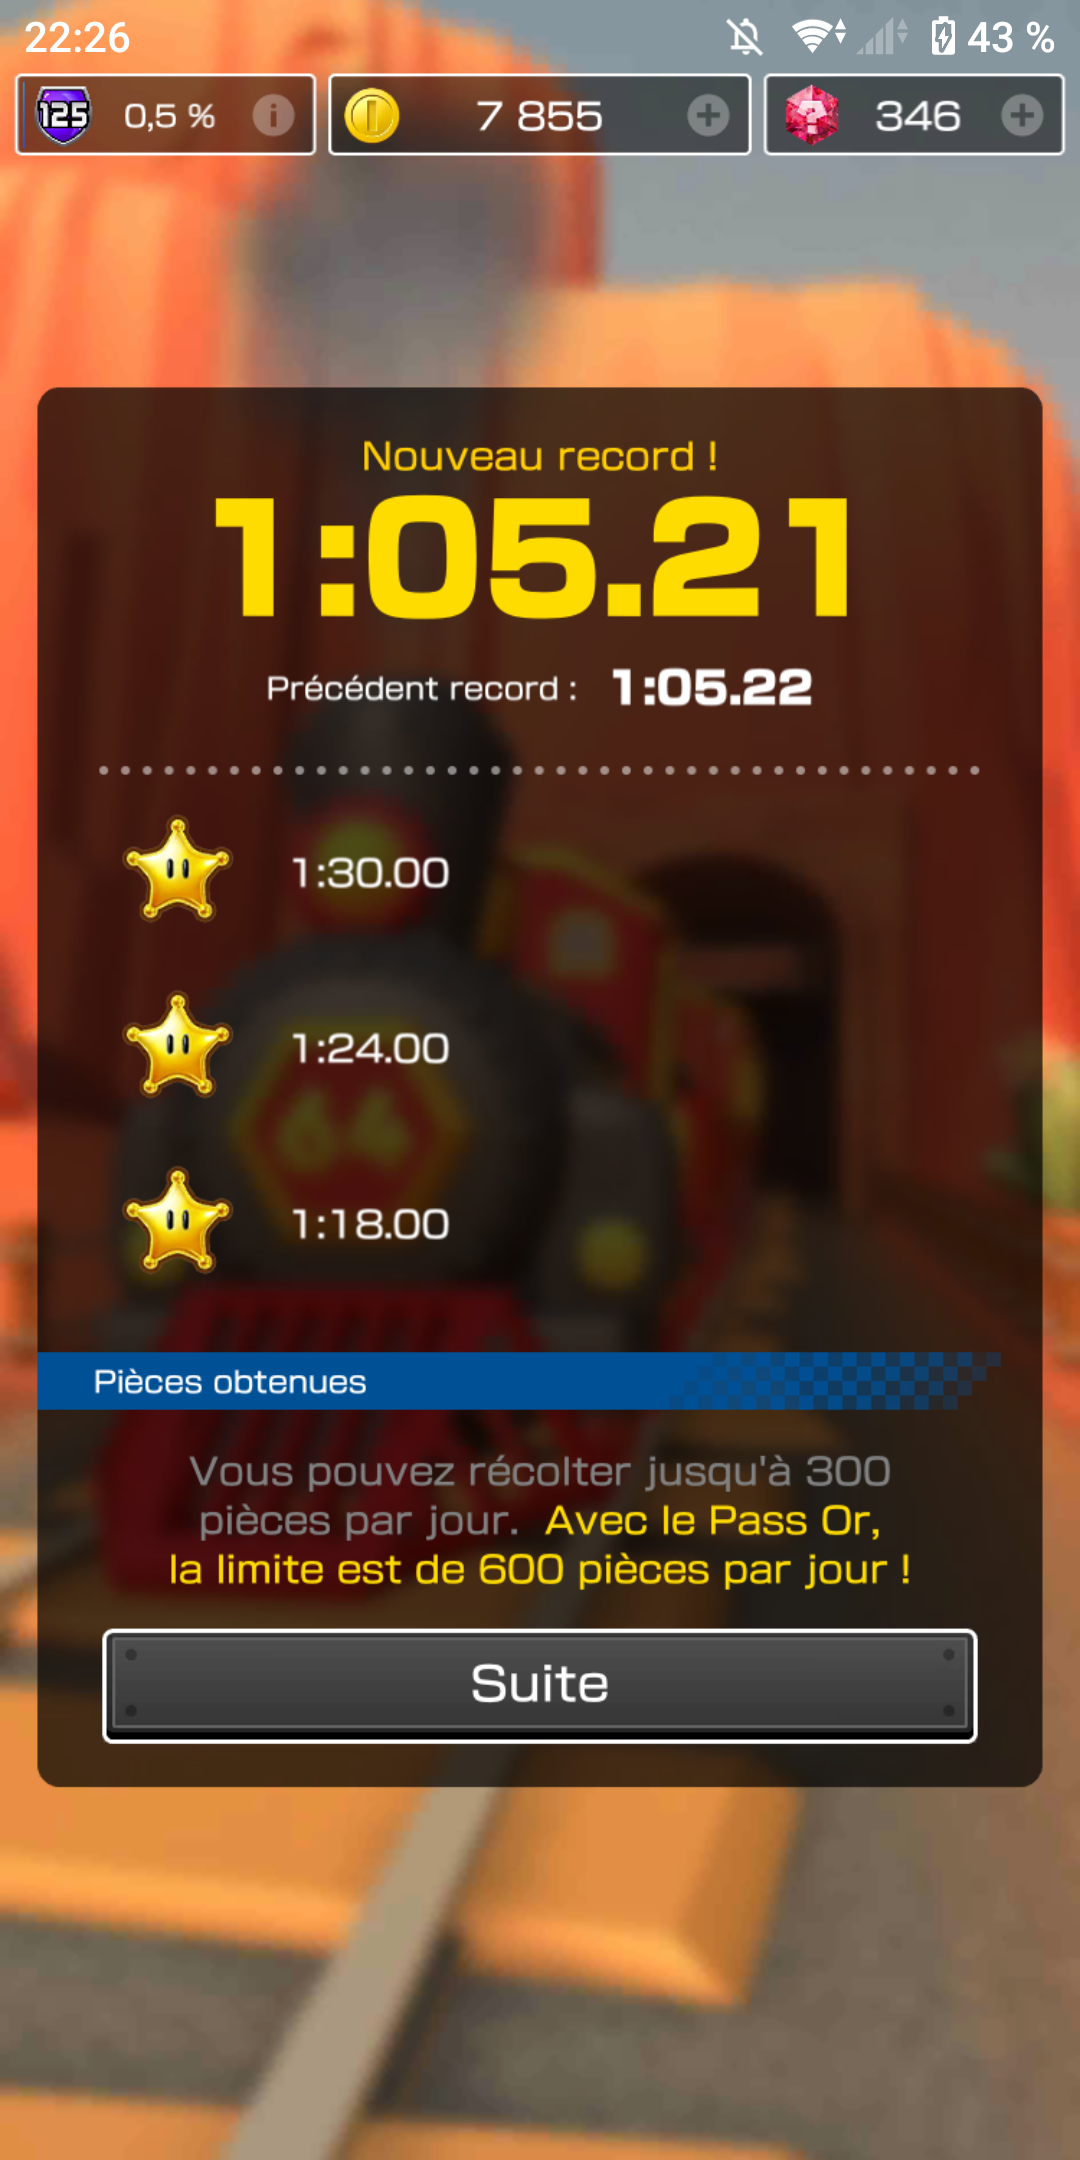 22:26
43 %
125
0,5 %
7 855
346
Nouveau record !
1:05.21
Précédent record : 1:05.22
1:30.00
1:24.00
64
1:18.00
Pièces obtenues
Vous pouvez récolter jusqu'à 300
pièces par jour. Avec le Pass Or,
la limite est de 600 pièces par jour !
Suite